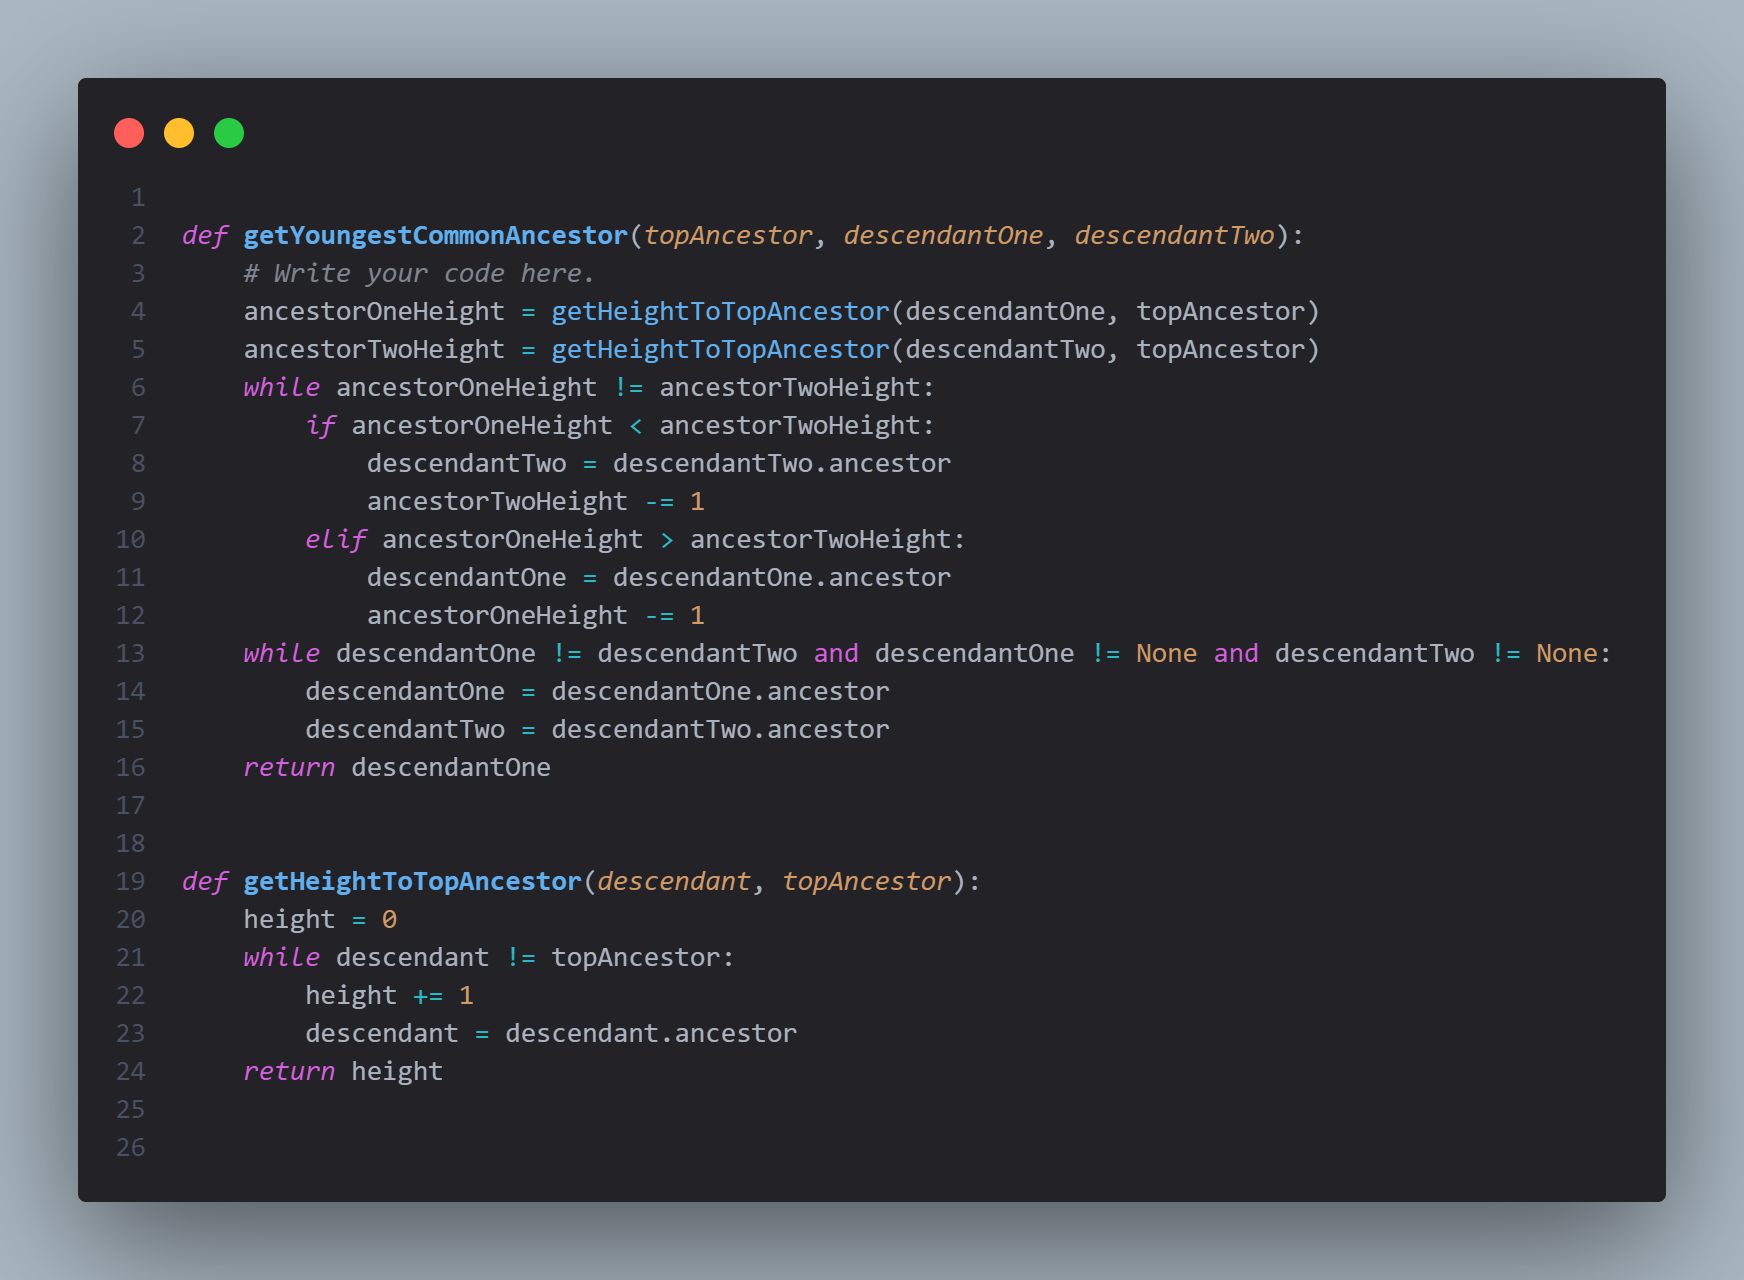 1
2 def getYoungestCommonAncestor(topAncestor, descendantOne, descendantTwo):
3     # Write your code here.
4     ancestorOneHeight = getHeightToTopAncestor(descendantOne, topAncestor)
5     ancestorTwoHeight = getHeightToTopAncestor(descendantTwo, topAncestor)
6     while ancestorOneHeight != ancestorTwoHeight:
7         if ancestorOneHeight < ancestorTwoHeight:
8             descendantTwo = descendantTwo.ancestor
9             ancestorTwoHeight -= 1
10         elif ancestorOneHeight > ancestorTwoHeight:
11             descendantOne = descendantOne.ancestor
12             ancestorOneHeight -= 1
13     while descendantOne != descendantTwo and descendantOne != None and descendantTwo != None:
14         descendantOne = descendantOne.ancestor
15         descendantTwo = descendantTwo.ancestor
16     return descendantOne
17
18
19 def getHeightToTopAncestor(descendant, topAncestor):
20     height = 0
21     while descendant != topAncestor:
22         height += 1
23         descendant = descendant.ancestor
24     return height
25
26